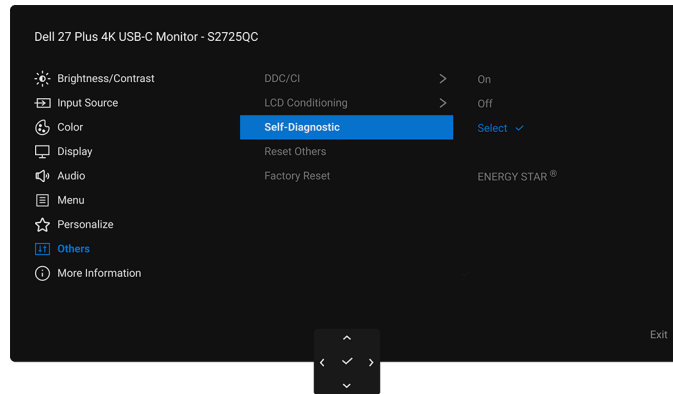 Dell 27 Plus 4K USB-C Monitor - S2725QC
Brightness/Contrast
Input Source
Color
Display
Audio
Menu
Personalize
Others
More Information
DDC/CI
LCD Conditioning
Self-Diagnostic
Reset Others
Factory Reset
On
Off
Select
ENERGY STAR ®
Exit